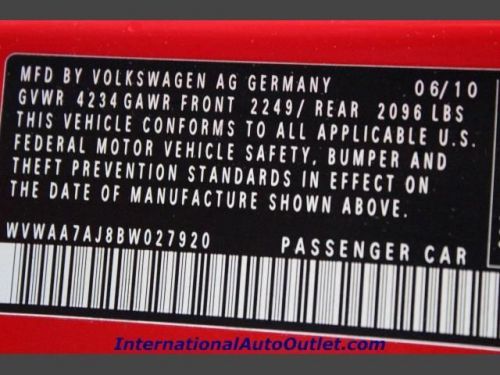 MFD BY VOLKSWAGEN AG GERMANY 06/10
GVWR 4234 GAWR FRONT 2249/ REAR 2096 LBS
THIS VEHICLE CONFORMS TO ALL APPLICABLE U.S.
FEDERAL MOTOR VEHICLE SAFETY, BUMPER AND
THEFT PREVENTION STANDARDS IN EFFECT ON
THE DATE OF MANUFACTURE SHOWN ABOVE.
WVWAA7AJ8BW027920 PASSENGER CAR
InternationalAutoOutlet.com